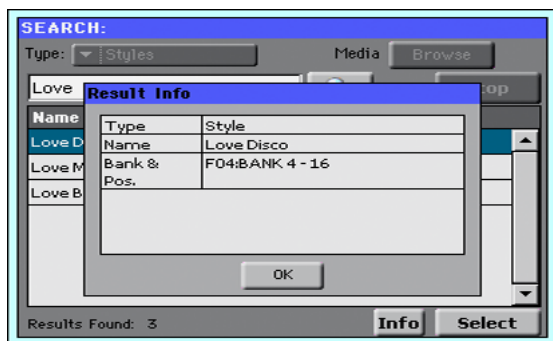 SEARCH:
Type: Styles Media Browse
Love
Result Info
Name
Type Style
Love D
Name Love Disco
Bank & F04:BANK 4 - 16
Pos.
Love M
Love B
OK
Results Found: 3 Info Select